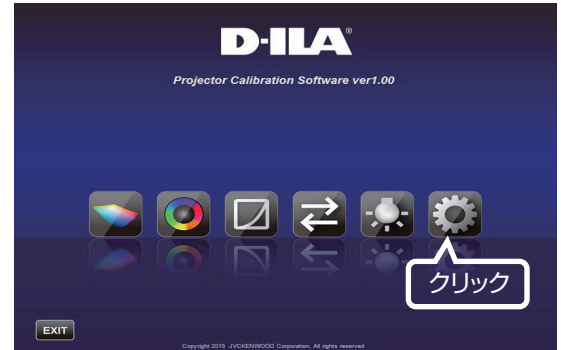 D-ILA®
Projector Calibration Software ver1.00
クリック
EXIT
Copyright 2015 JVCKENWOOD Corporation, All rights reserved